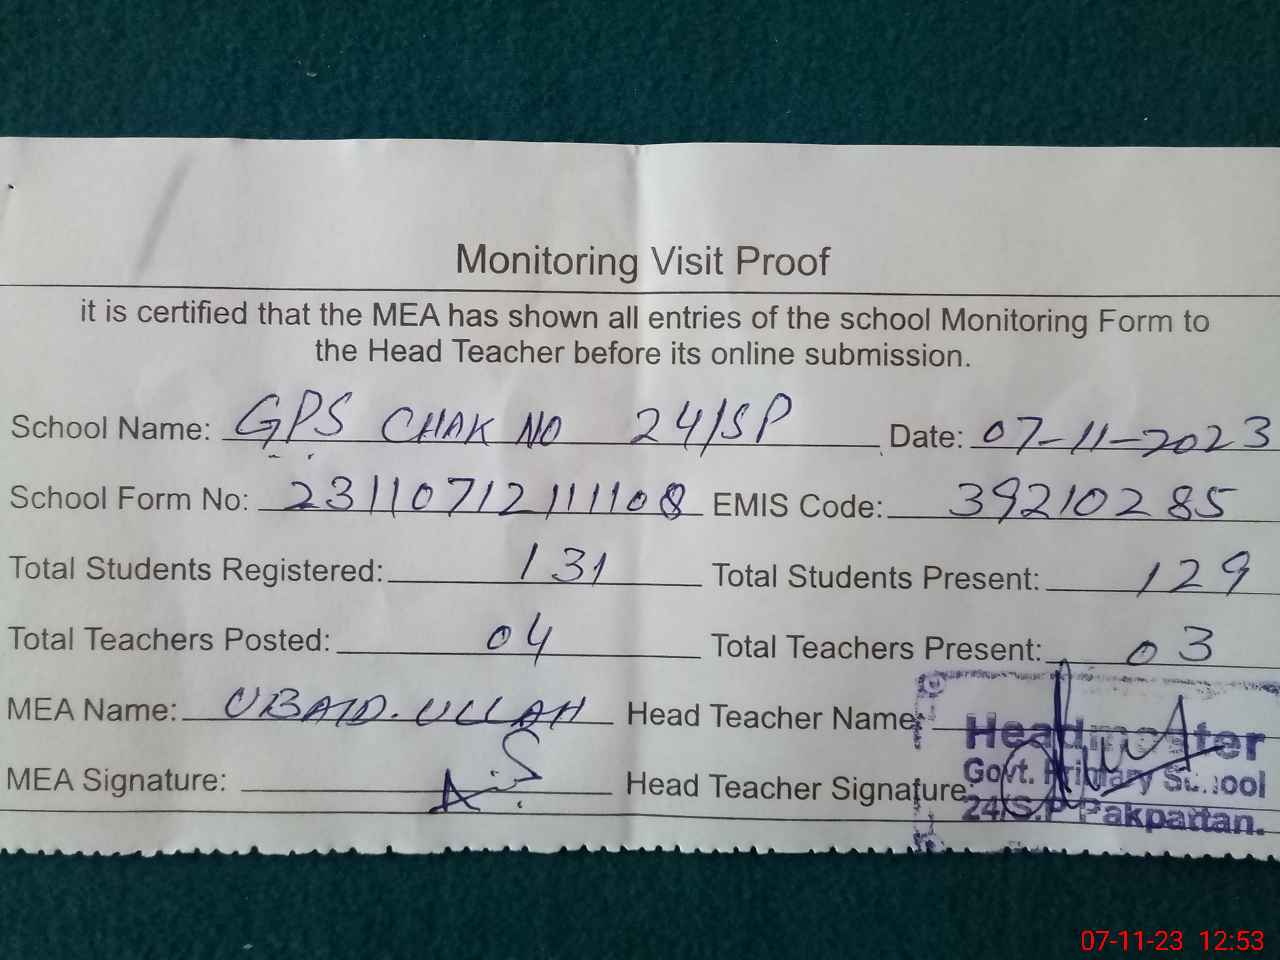 Monitoring Visit Proof
it is certified that the MEA has shown all entries of the school Monitoring Form to
the Head Teacher before its online submission.
School Name: GPS CHAK NO 24/SP Date: 07-11-2023
School Form No: 23110712111108 EMIS Code: 39210285
Total Students Registered: 131 Total Students Present: 129
Total Teachers Posted: 04 Total Teachers Present: 03
MEA Name: UBAID. ULLAH Head Teacher Name:
Headmaster
MEA Signature: Head Teacher Signature:
Govt. Primary School
24/S.P Pakpattan.
07-11-23 12:53